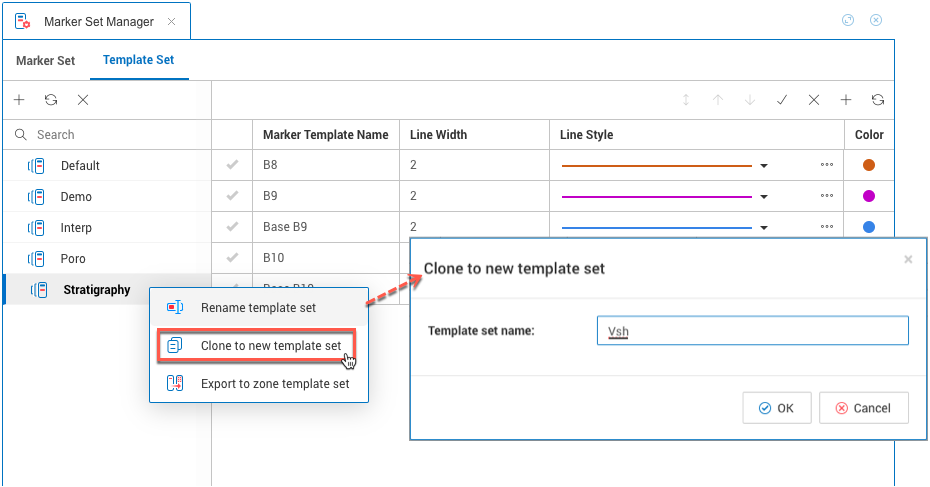 Marker Set Manager
Marker Set Template Set
Search
Marker Template Name Line Width Line Style Color
Default
B8 2
Demo
B9 2
Interp
Base B9 2
Poro
B10
Stratigraphy
Base B10
Rename template set
Clone to new template set
Export to zone template set
Clone to new template set
Template set name: Vsh
OK Cancel